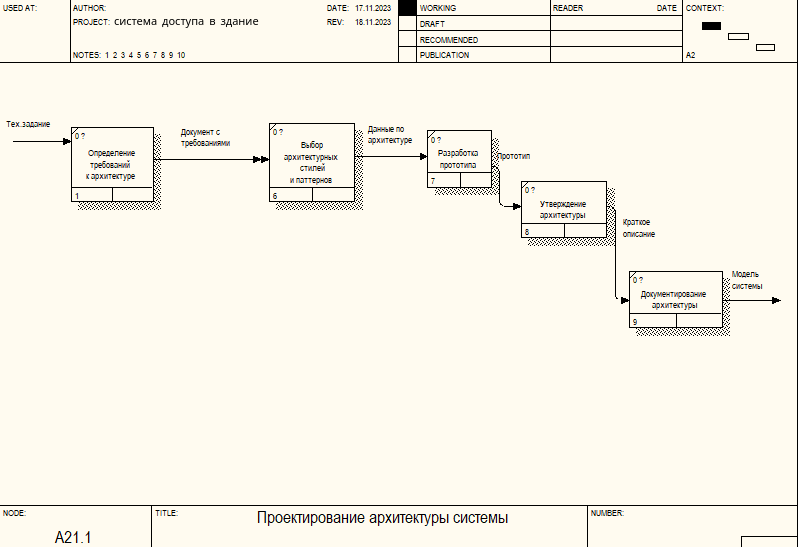 USED AT:
AUTHOR:
DATE: 17.11.2023
WORKING
READER
DATE
CONTEXT:
PROJECT: система доступа в здание
REV: 18.11.2023
DRAFT
RECOMMENDED
NOTES: 1 2 3 4 5 6 7 8 9 10
PUBLICATION
A2
Тех.задание
0 ?
Определение
требований
к архитектуре
1
Документ с
требованиями
0 ?
Выбор
архитектурных
стилей
и паттернов
6
Данные по
архитектуре
0 ?
Разработка
прототипа
7
Прототип
0 ?
Утверждение
архитектуры
8
Краткое
описание
0 ?
Документирование
архитектуры
9
Модель
системы
NODE:
A21.1
TITLE:
Проектирование архитектуры системы
NUMBER: